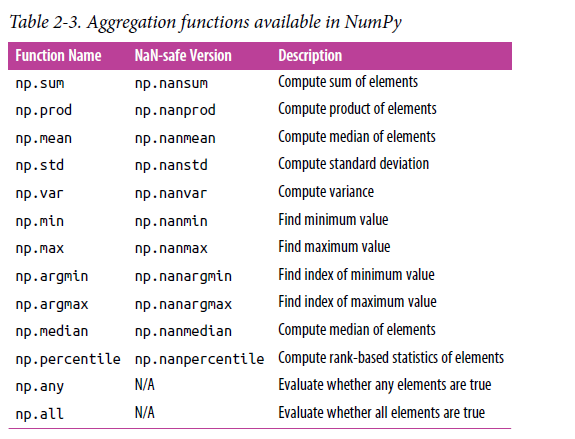 Table 2-3. Aggregation functions available in NumPy
Function Name NaN-safe Version Description
np.sum np.nansum Compute sum of elements
np.prod np.nanprod Compute product of elements
np.mean np.nanmean Compute median of elements
np.std np.nanstd Compute standard deviation
np.var np.nanvar Compute variance
np.min np.nanmin Find minimum value
np.max np.nanmax Find maximum value
np.argmin np.nanargmin Find index of minimum value
np.argmax np.nanargmax Find index of maximum value
np.median np.nanmedian Compute median of elements
np.percentile np.nanpercentile Compute rank-based statistics of elements
np.any N/A Evaluate whether any elements are true
np.all N/A Evaluate whether all elements are true